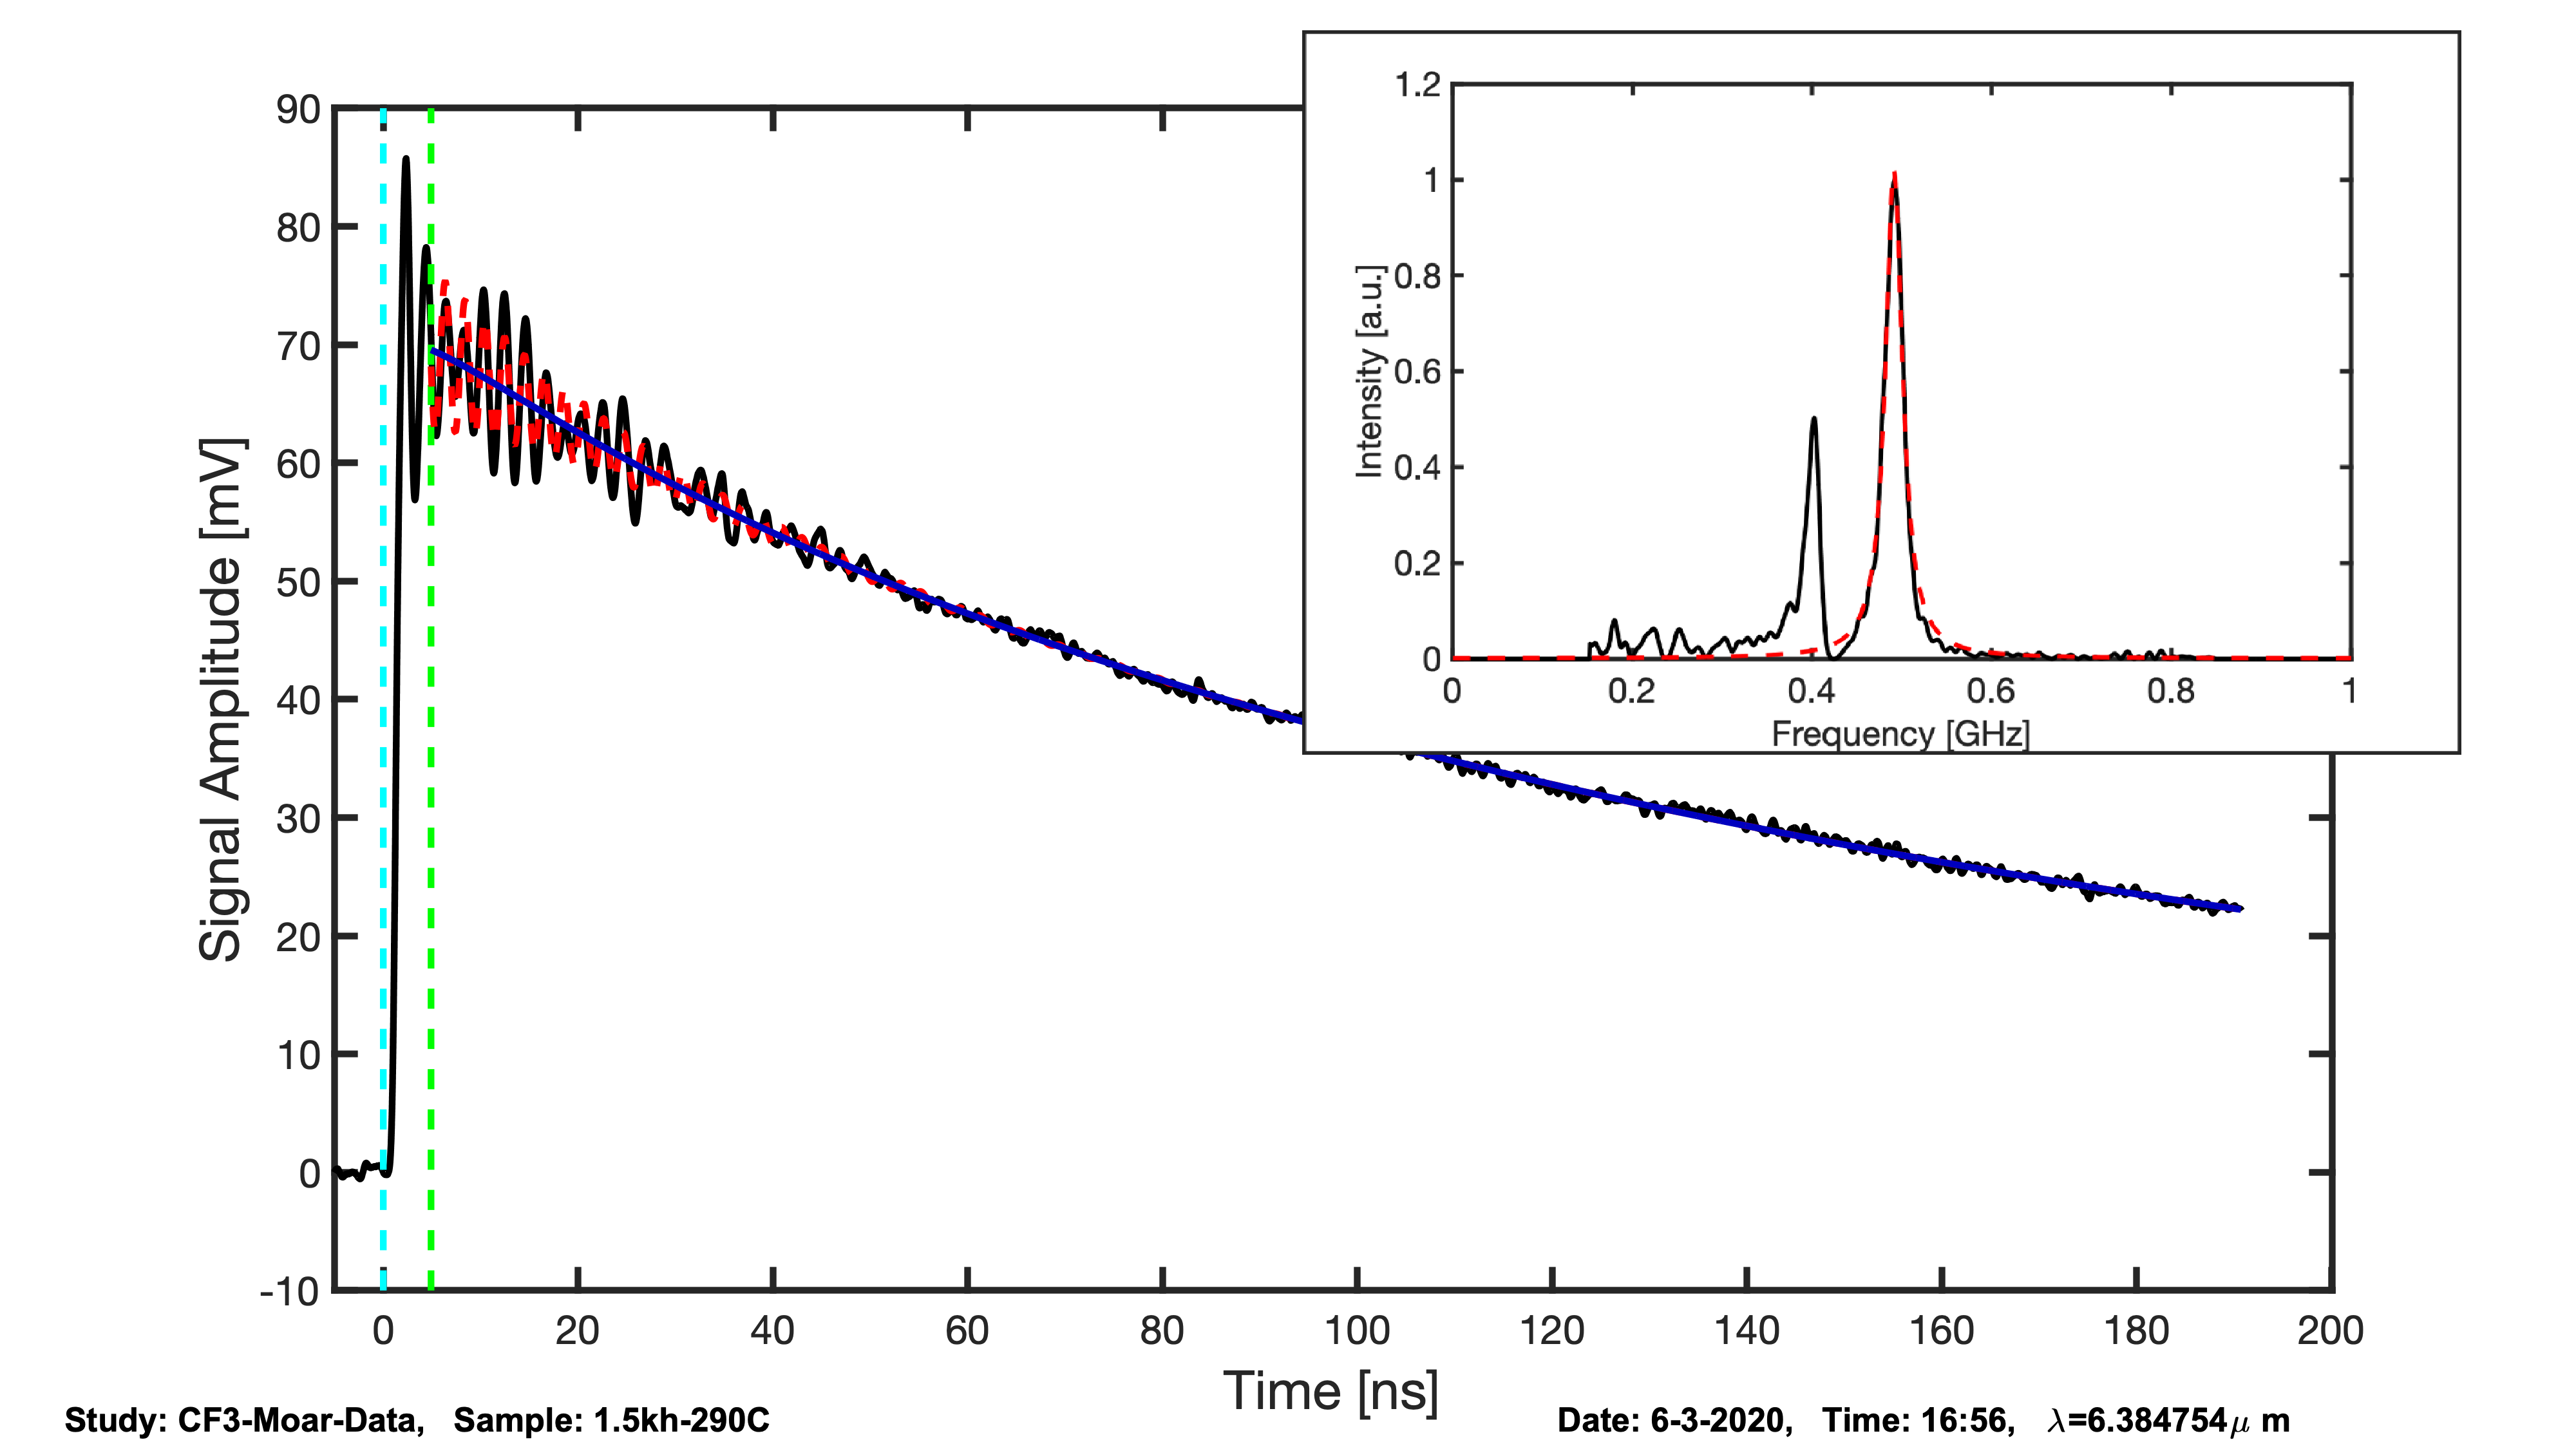 1.2
1
0.8
0.6
0.4
0.2
0
Intensity [a.u.]
0 0.2 0.4 0.6 0.8 1
Frequency [GHz]
90
80
70
60
50
40
30
20
10
0
-10
Signal Amplitude [mV]
0 20 40 60 80 100 120 140 160 180 200
Time [ns]
Study: CF3-Moar-Data, Sample: 1.5kh-290C
Date: 6-3-2020, Time: 16:56, λ=6.384754μ m